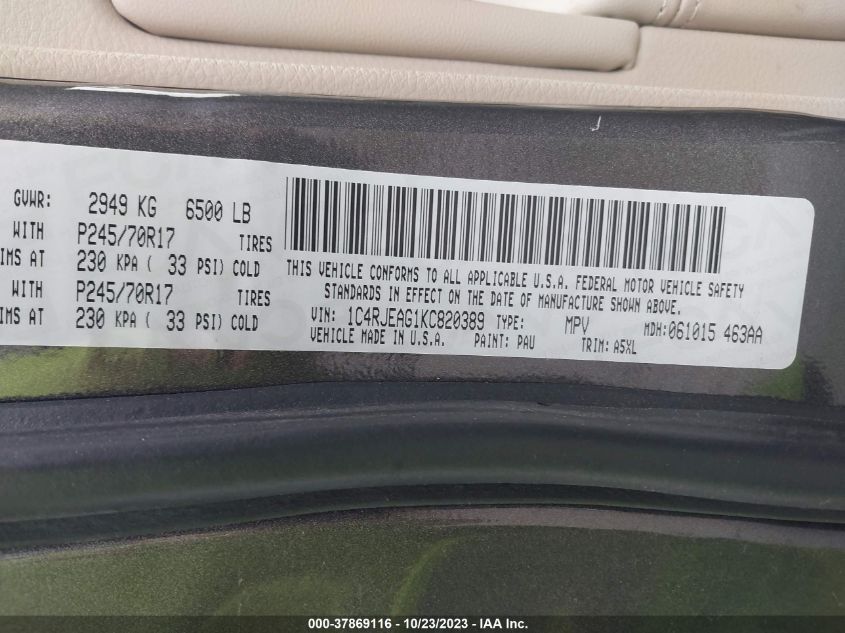 GVWR: 2949 KG 6500 LB
WITH P245/70R17 TIRES
IMS AT 230 KPA ( 33 PSI) COLD
WITH P245/70R17 TIRES
IMS AT 230 KPA ( 33 PSI) COLD
THIS VEHICLE CONFORMS TO ALL APPLICABLE U.S.A. FEDERAL MOTOR VEHICLE SAFETY
STANDARDS IN EFFECT ON THE DATE OF MANUFACTURE SHOWN ABOVE.
VIN: 1C4RJEAG1KC820389 TYPE: MPV MDH:061015 463AA
VEHICLE MADE IN U.S.A. PAINT: PAU TRIM: A5XL
000-37869116 - 10/23/2023 - IAA Inc.